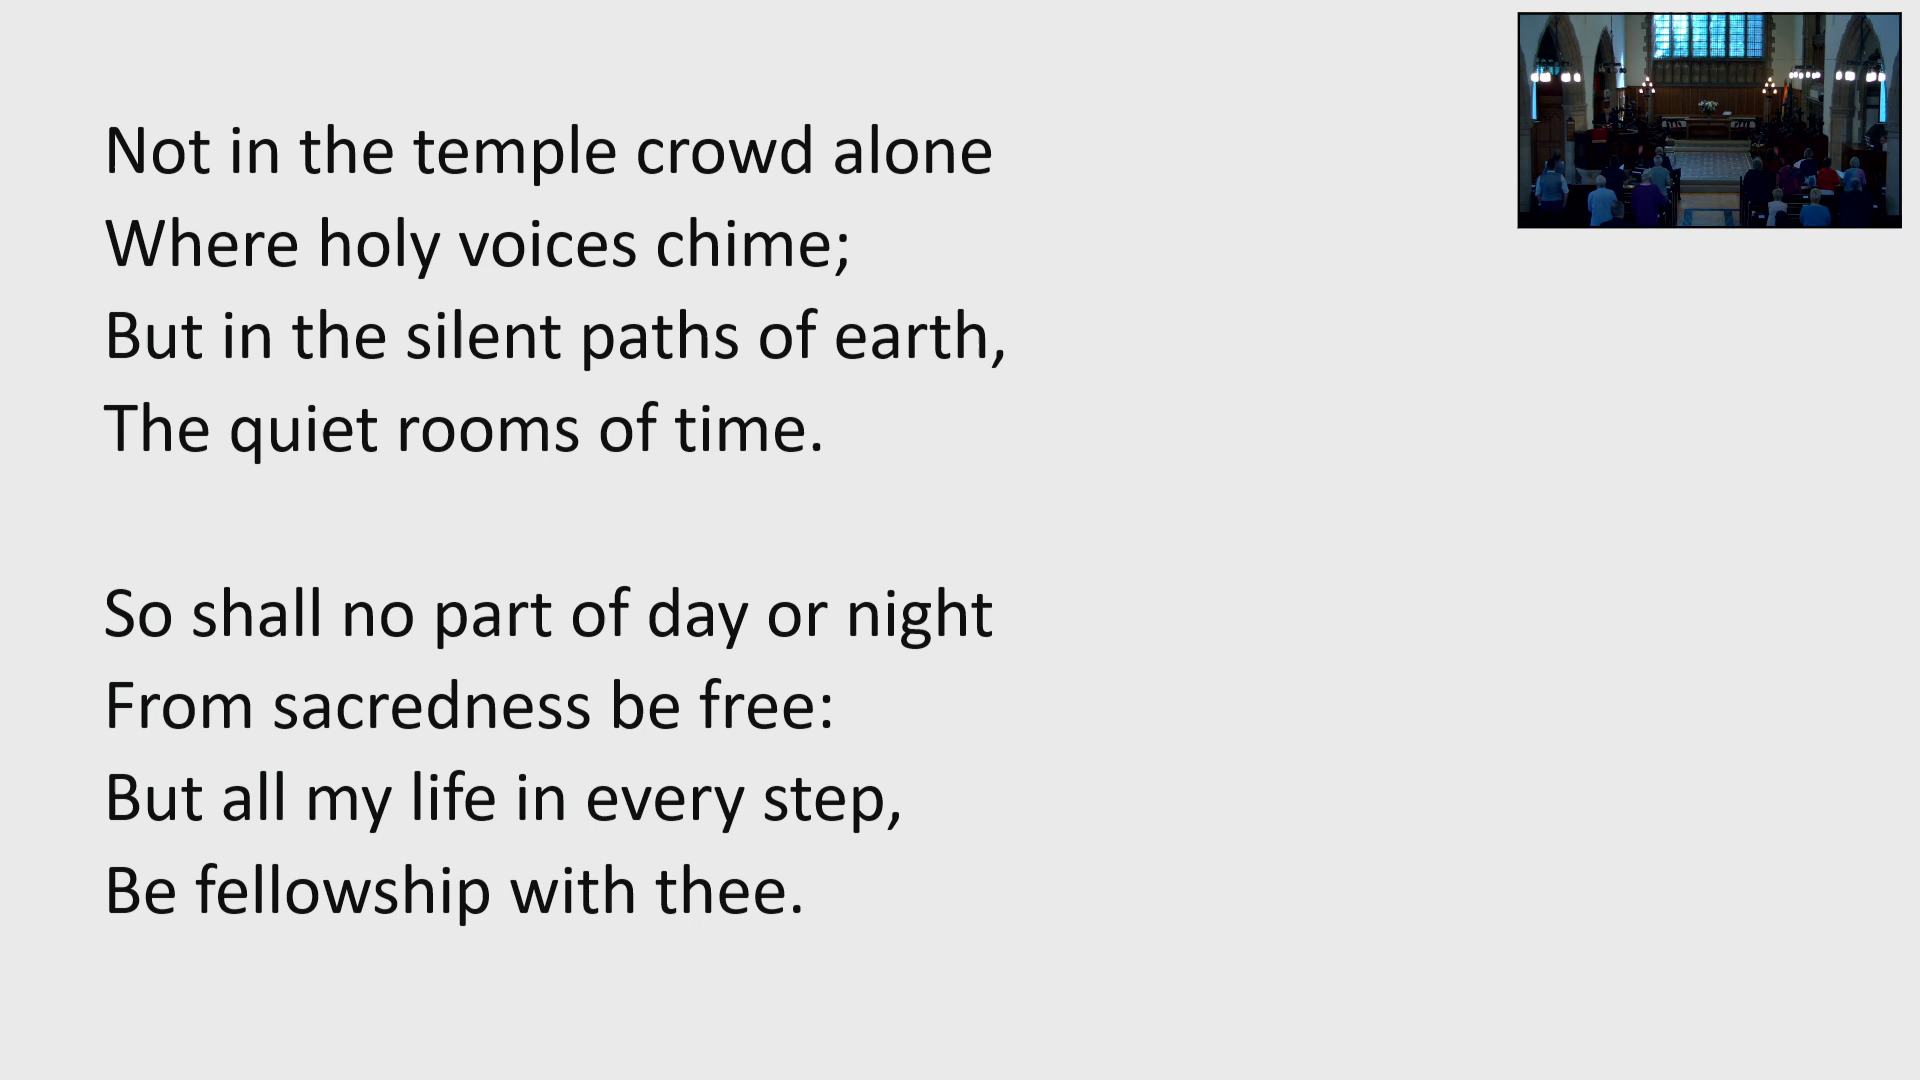 Not in the temple crowd alone
Where holy voices chime;
But in the silent paths of earth,
The quiet rooms of time.
So shall no part of day or night
From sacredness be free:
But all my life in every step,
Be fellowship with thee.